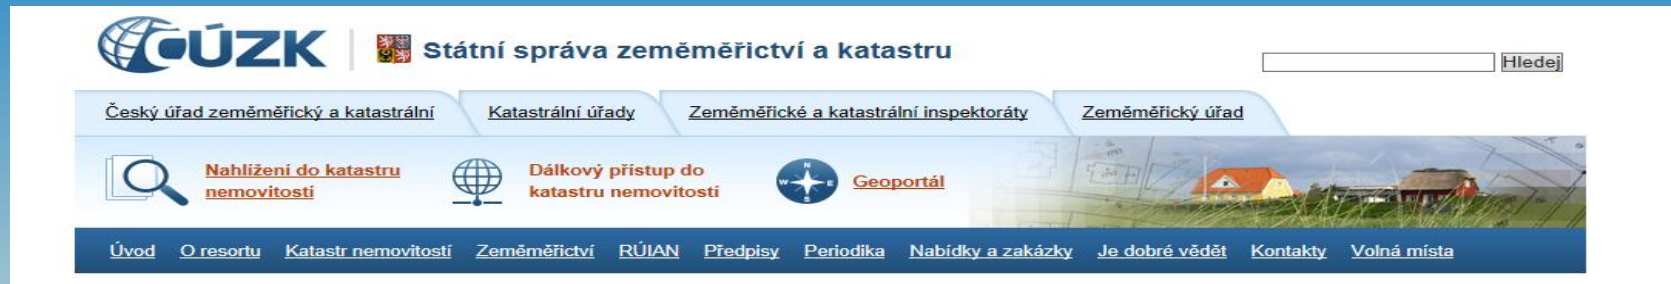 ČÚZK
Státní správa zeměměřictví a katastru
Hledej
Český úřad zeměměřický a katastrální
Katastrální úřady
Zeměměřické a katastrální inspektoráty
Zeměměřický úřad
Nahlížení do katastru
nemovitostí
Dálkový přístup do
katastru nemovitostí
N
W
E
S
Geoportál
Úvod O resortu Katastr nemovitostí Zeměměřictví RÚIAN Předpisy Periodika Nabídky a zakázky Je dobré vědět Kontakty Volná místa